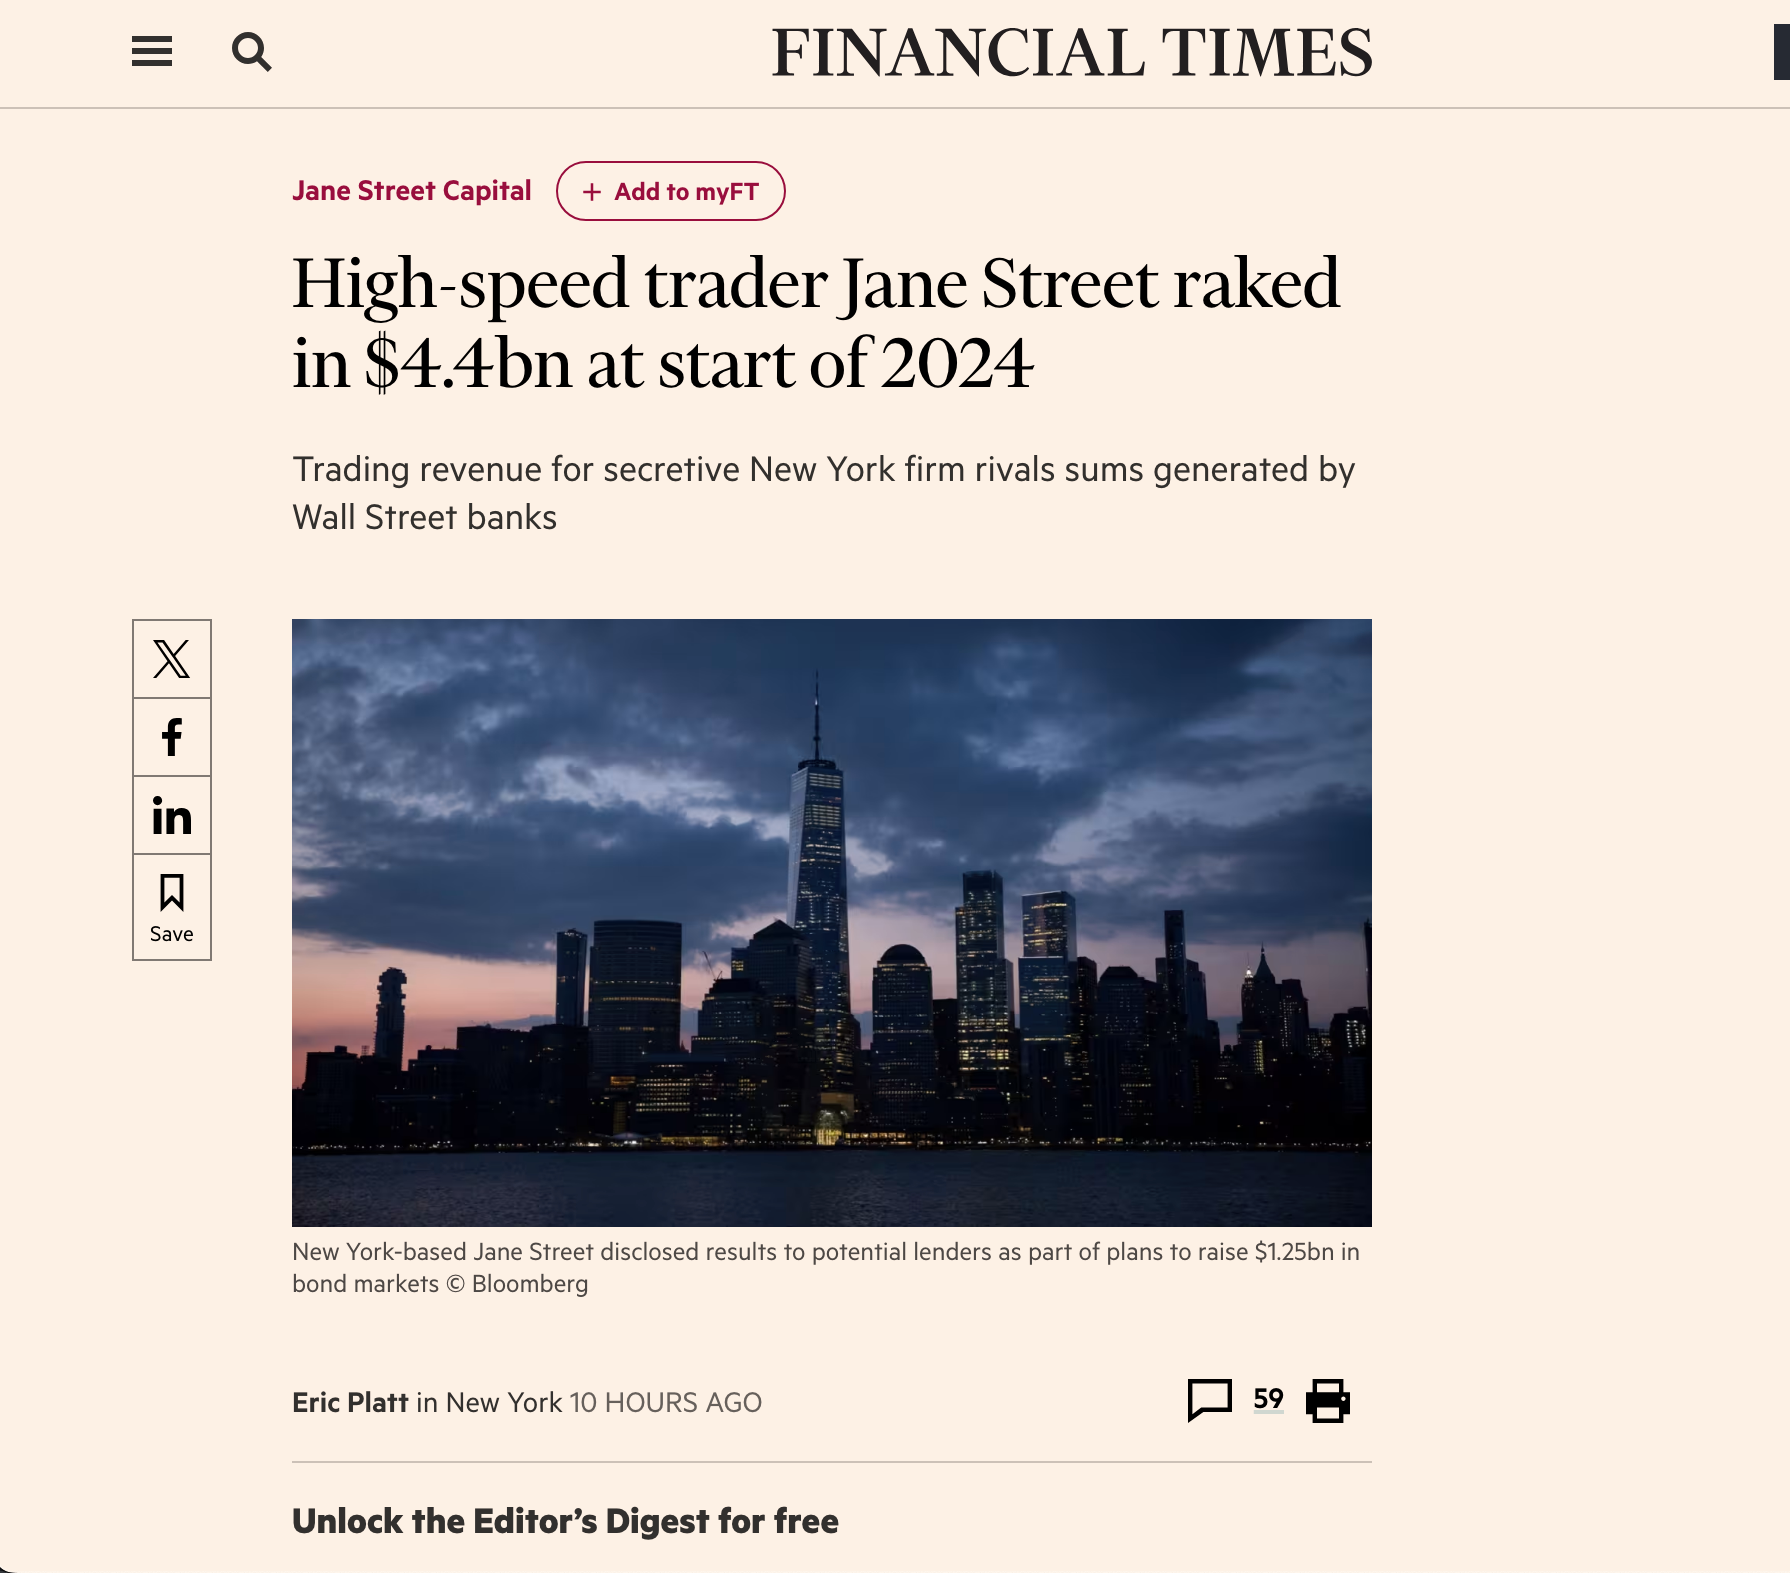 FINANCIAL TIMES
Jane Street Capital
+ Add to myFT
High-speed trader Jane Street raked
in $4.4bn at start of 2024
Trading revenue for secretive New York firm rivals sums generated by
Wall Street banks
X
f
in
Save
New York-based Jane Street disclosed results to potential lenders as part of plans to raise $1.25bn in
bond markets © Bloomberg
Eric Platt in New York 10 HOURS AGO
59
Unlock the Editor’s Digest for free